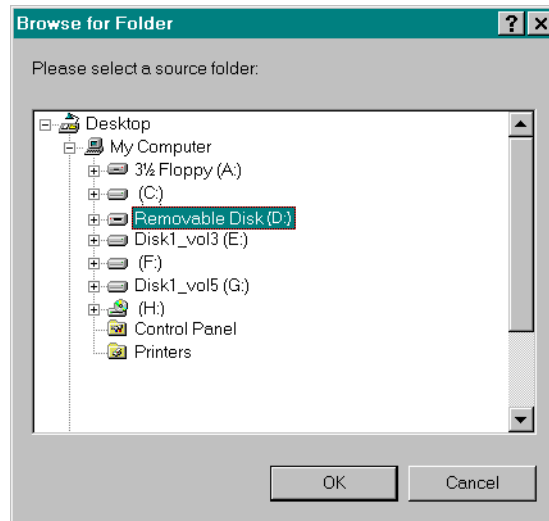 Browse for Folder
Please select a source folder:
Desktop
My Computer
3½ Floppy (A:)
(C:)
Removable Disk (D:)
Disk1_vol3 (E:)
(F:)
Disk1_vol5 (G:)
(H:)
Control Panel
Printers
OK Cancel